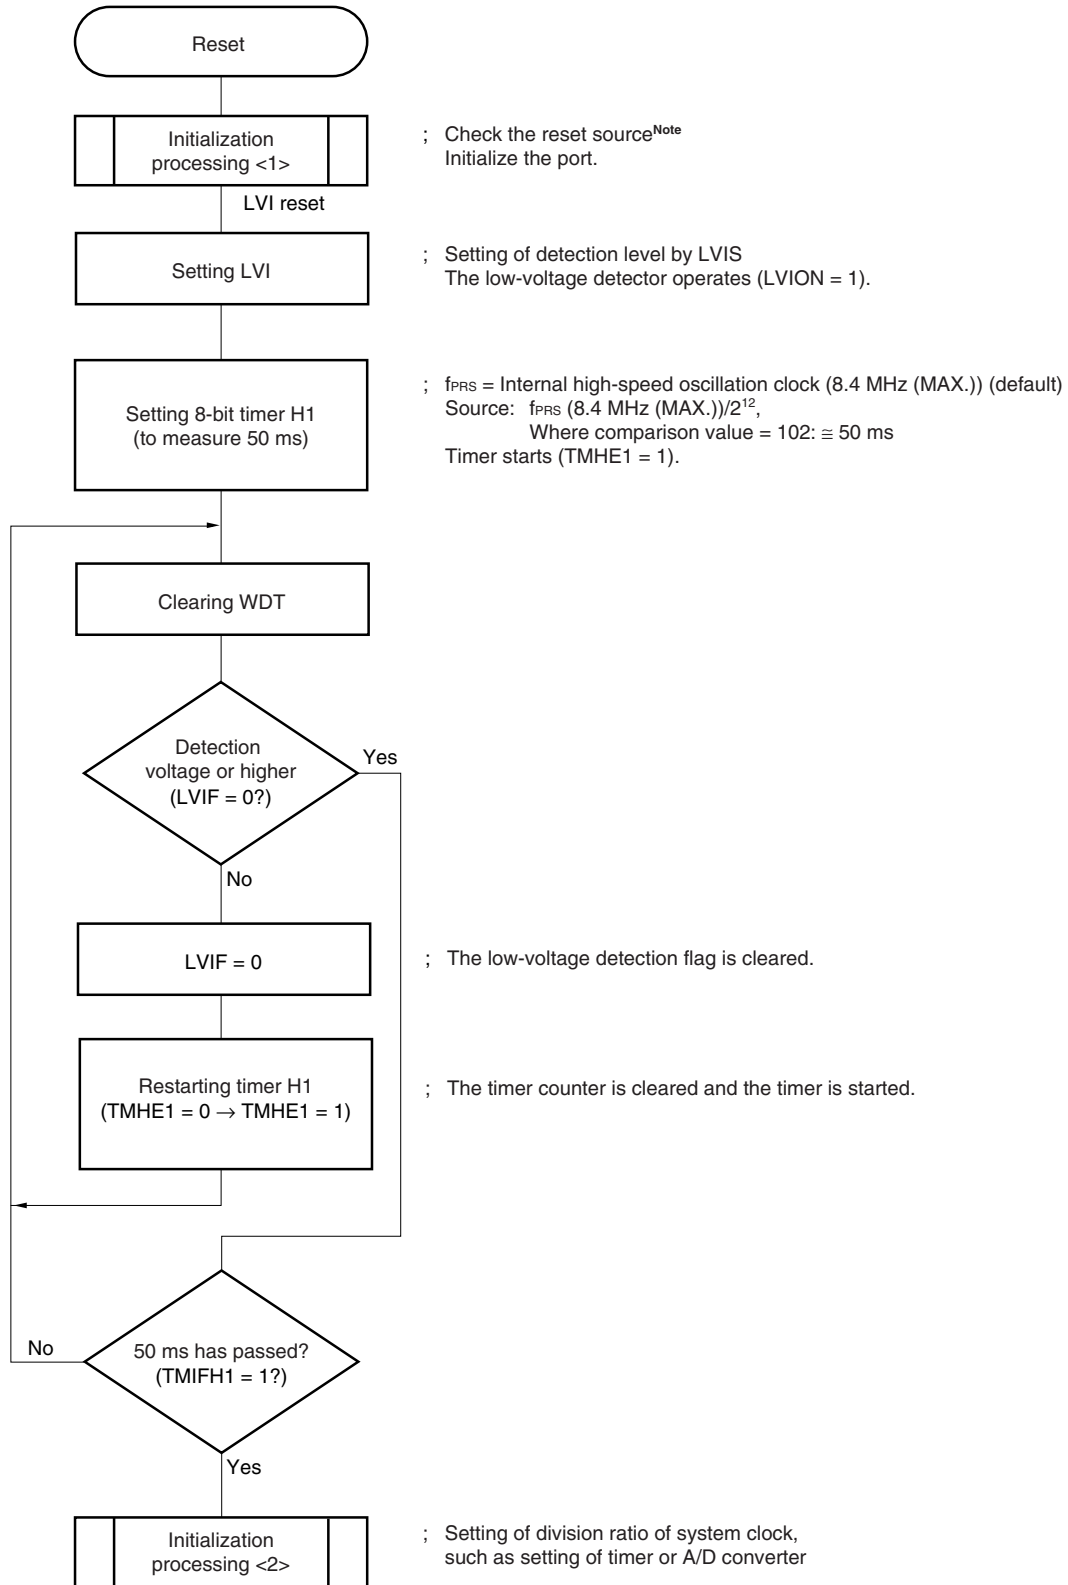 Reset
Initialization
processing <1>
; Check the reset sourceNote
Initialize the port.
LVI reset
Setting LVI
; Setting of detection level by LVIS
The low-voltage detector operates (LVION = 1).
Setting 8-bit timer H1
(to measure 50 ms)
; fPRS = Internal high-speed oscillation clock (8.4 MHz (MAX.)) (default)
Source: fPRS (8.4 MHz (MAX.))/2¹²,
Where comparison value = 102: ≅ 50 ms
Timer starts (TMHE1 = 1).
Clearing WDT
Detection
voltage or higher
(LVIF = 0?)
Yes
No
LVIF = 0
; The low-voltage detection flag is cleared.
Restarting timer H1
(TMHE1 = 0 → TMHE1 = 1)
; The timer counter is cleared and the timer is started.
No
50 ms has passed?
(TMIFH1 = 1?)
Yes
Initialization
processing <2>
; Setting of division ratio of system clock,
such as setting of timer or A/D converter